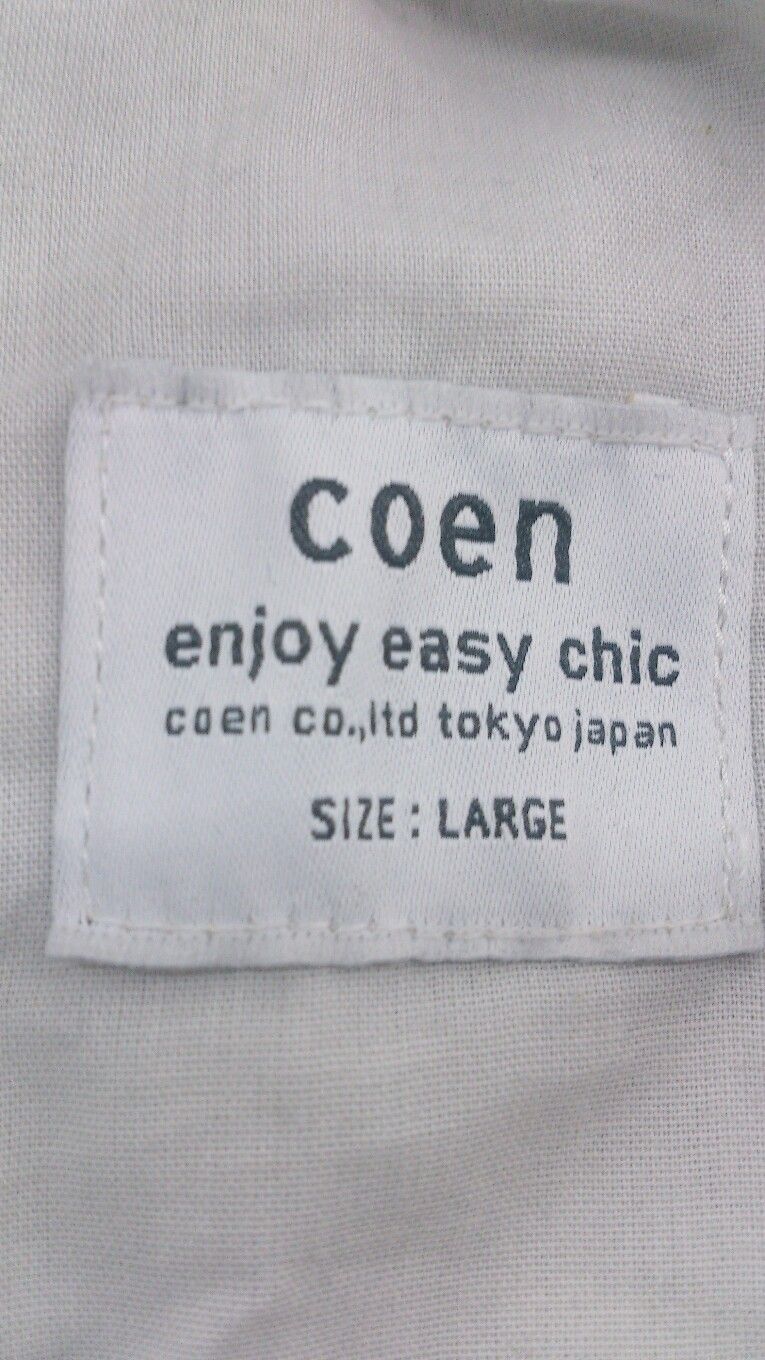 coen
enjoy easy chic
coen co.,ltd tokyo japan
SIZE : LARGE